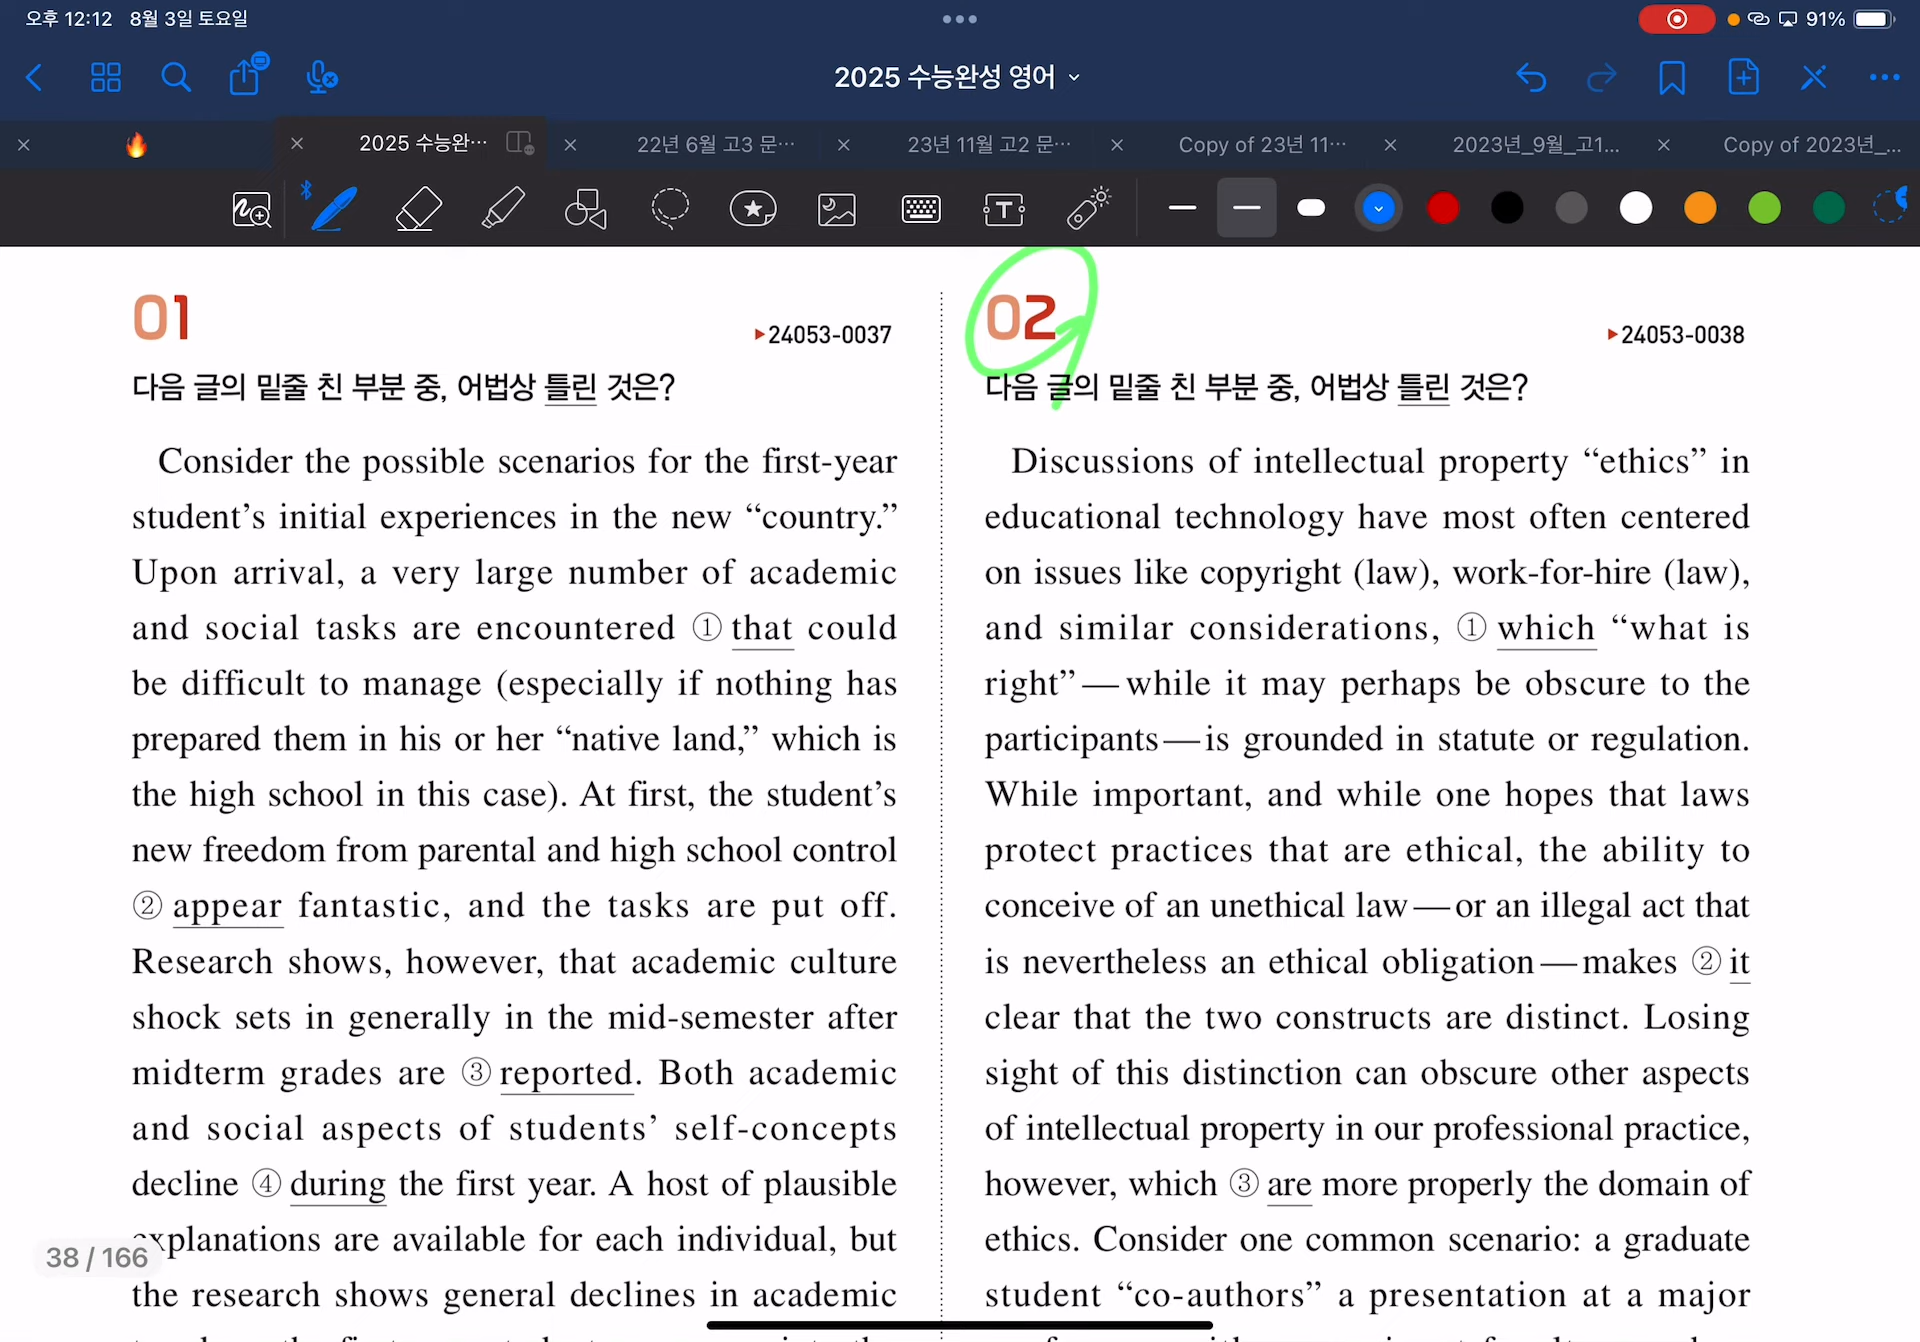 오후 12:12 8월 3일 토요일
91%
2025 수능완성 영어
2025 수능완···
22년 6월 고3 문···
23년 11월 고2 문···
Copy of 23년 11···
2023년_9월_고1...
Copy of 2023년_...
01
▶24053-0037
다음 글의 밑줄 친 부분 중, 어법상 틀린 것은?
Consider the possible scenarios for the first-year
student’s initial experiences in the new “country.”
Upon arrival, a very large number of academic
and social tasks are encountered ① that could
be difficult to manage (especially if nothing has
prepared them in his or her “native land,” which is
the high school in this case). At first, the student’s
new freedom from parental and high school control
② appear fantastic, and the tasks are put off.
Research shows, however, that academic culture
shock sets in generally in the mid-semester after
midterm grades are ③ reported. Both academic
and social aspects of students’ self-concepts
decline ④ during the first year. A host of plausible
explanations are available for each individual, but
the research shows general declines in academic
38 / 166
02
▶24053-0038
다음 글의 밑줄 친 부분 중, 어법상 틀린 것은?
Discussions of intellectual property “ethics” in
educational technology have most often centered
on issues like copyright (law), work-for-hire (law),
and similar considerations, ① which “what is
right”—while it may perhaps be obscure to the
participants—is grounded in statute or regulation.
While important, and while one hopes that laws
protect practices that are ethical, the ability to
conceive of an unethical law—or an illegal act that
is nevertheless an ethical obligation—makes ② it
clear that the two constructs are distinct. Losing
sight of this distinction can obscure other aspects
of intellectual property in our professional practice,
however, which ③ are more properly the domain of
ethics. Consider one common scenario: a graduate
student “co-authors” a presentation at a major